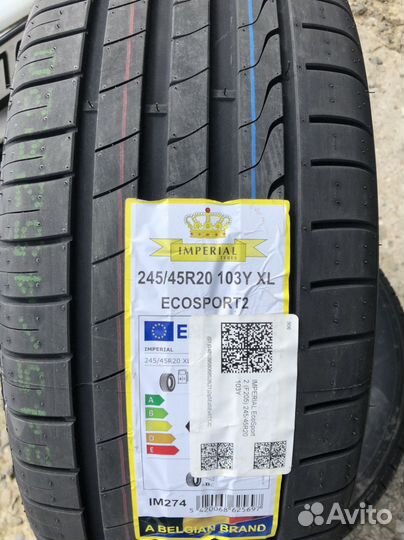 IMPERIAL
TYRES
245/45R20 103Y XL
ECOSPORT2
E
IMPERIAL
245/45R20 XL
A
B
C
D
E
IMPERIAL EcoSport
2 (F205) 245/45R20
103Y
IM274
5 420068 625697
A BELGIAN BRAND
Avito